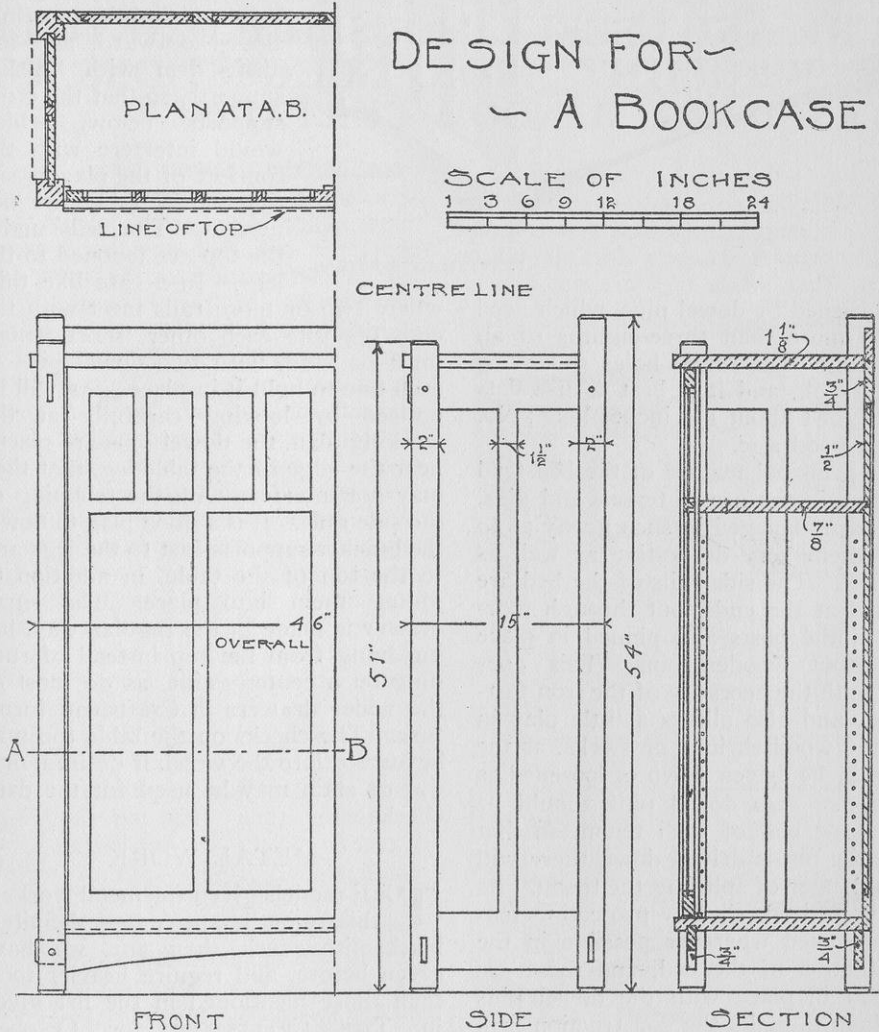 DESIGN FOR~
~ A BOOKCASE
PLAN AT A.B.
SCALE OF INCHES
1 3 6 9 12 18 24
LINE OF TOP
CENTRE LINE
1 1/8"
3/4"
2" 1 1/2" 2"
1/2"
7/8"
4'6"
OVERALL
51"
15"
54"
A B
3/4" 3/4"
FRONT SIDE SECTION